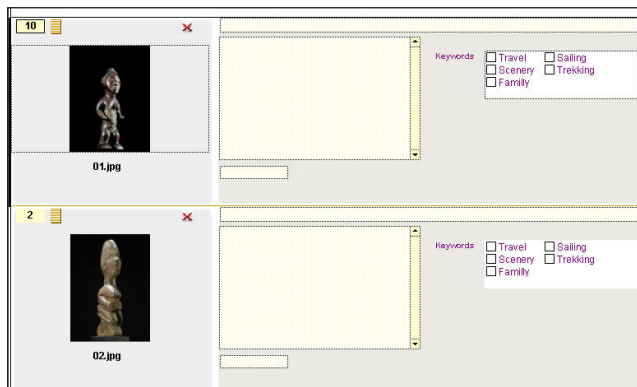 10
Keywords
Travel Sailing
Scenery Trekking
Familly
01.jpg
2
Keywords
Travel Sailing
Scenery Trekking
Familly
02.jpg